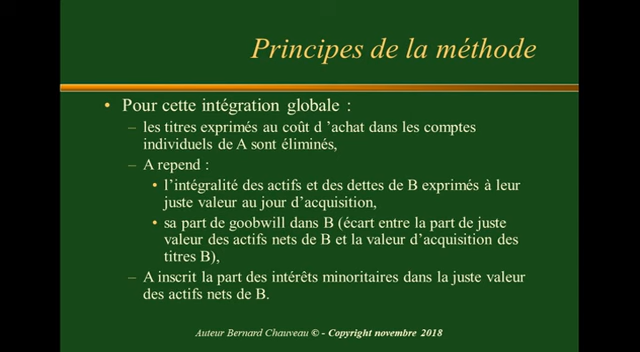 Principes de la méthode
• Pour cette intégration globale :
– les titres exprimés au coût d ’achat dans les comptes
individuels de A sont éliminés,
– A repend :
• l’intégralité des actifs et des dettes de B exprimés à leur
juste valeur au jour d’acquisition,
• sa part de goobwill dans B (écart entre la part de juste
valeur des actifs nets de B et la valeur d’acquisition des
titres B),
– A inscrit la part des intérêts minoritaires dans la juste valeur
des actifs nets de B.
Auteur Bernard Chauveau © - Copyright novembre 2018